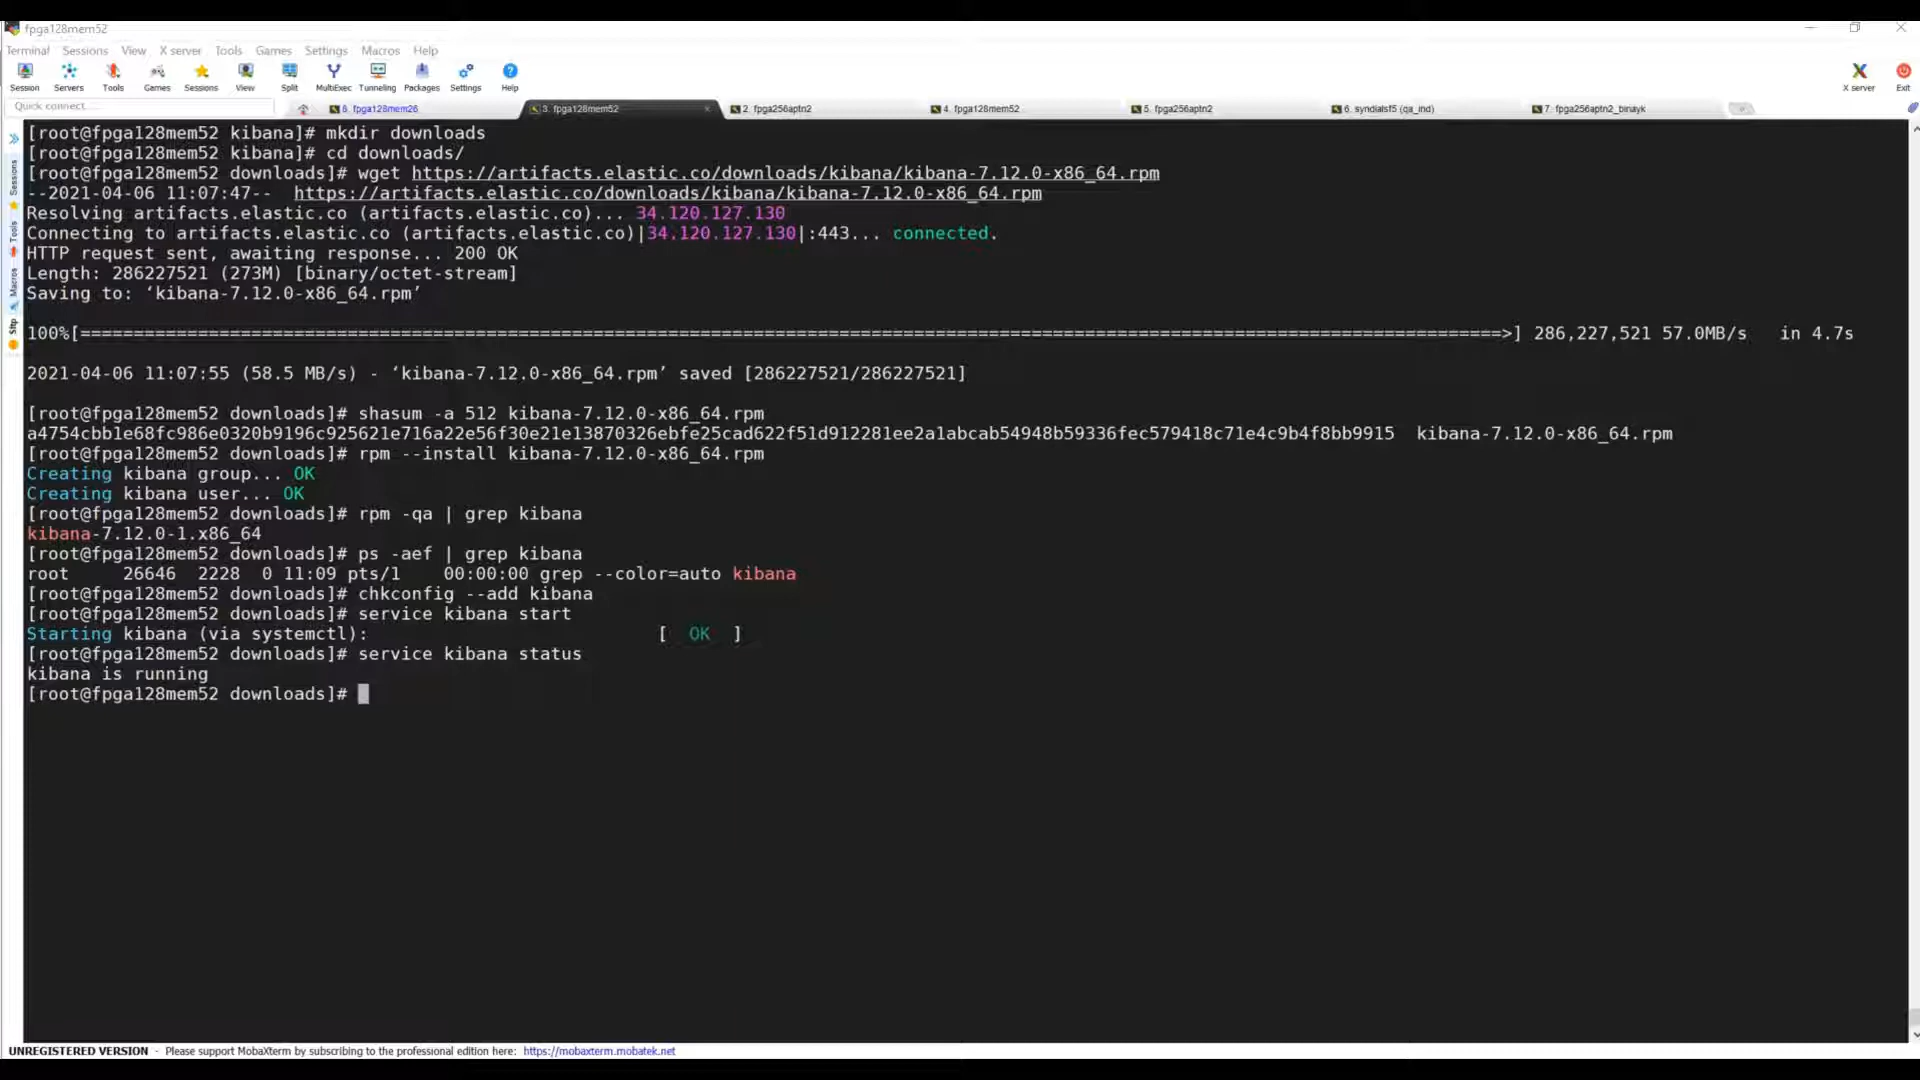 fpga128mem52
Terminal Sessions View X server Tools Games Settings Macros Help
Session Servers Tools Games Sessions View Split MultiExec Tunneling Packages Settings Help X server Exit
Quick connect...
8. fpga128mem26 3. fpga128mem52 2. fpga256aptn2 4. fpga128mem52 5. fpga256aptn2 6. syndialsf5 (qa_ind) 7. fpga256aptn2_binayk
Sessions
Tools
Macros
Sftp
[root@fpga128mem52 kibana]# mkdir downloads
[root@fpga128mem52 kibana]# cd downloads/
[root@fpga128mem52 downloads]# wget https://artifacts.elastic.co/downloads/kibana/kibana-7.12.0-x86_64.rpm
--2021-04-06 11:07:47--  https://artifacts.elastic.co/downloads/kibana/kibana-7.12.0-x86_64.rpm
Resolving artifacts.elastic.co (artifacts.elastic.co)... 34.120.127.130
Connecting to artifacts.elastic.co (artifacts.elastic.co)|34.120.127.130|:443... connected.
HTTP request sent, awaiting response... 200 OK
Length: 286227521 (273M) [binary/octet-stream]
Saving to: ‘kibana-7.12.0-x86_64.rpm’
100%[====================================================================================================================================>] 286,227,521 57.0MB/s   in 4.7s
2021-04-06 11:07:55 (58.5 MB/s) - ‘kibana-7.12.0-x86_64.rpm’ saved [286227521/286227521]
[root@fpga128mem52 downloads]# shasum -a 512 kibana-7.12.0-x86_64.rpm
a4754cbb1e68fc986e0320b9196c925621e716a22e56f30e21e13870326ebfe25cad622f51d912281ee2a1abcab54948b59336fec579418c71e4c9b4f8bb9915  kibana-7.12.0-x86_64.rpm
[root@fpga128mem52 downloads]# rpm --install kibana-7.12.0-x86_64.rpm
Creating kibana group... OK
Creating kibana user... OK
[root@fpga128mem52 downloads]# rpm -qa | grep kibana
kibana-7.12.0-1.x86_64
[root@fpga128mem52 downloads]# ps -aef | grep kibana
root     26646  2228  0 11:09 pts/1    00:00:00 grep --color=auto kibana
[root@fpga128mem52 downloads]# chkconfig --add kibana
[root@fpga128mem52 downloads]# service kibana start
Starting kibana (via systemctl):                           [  OK  ]
[root@fpga128mem52 downloads]# service kibana status
kibana is running
[root@fpga128mem52 downloads]#
UNREGISTERED VERSION - Please support MobaXterm by subscribing to the professional edition here: https://mobaxterm.mobatek.net